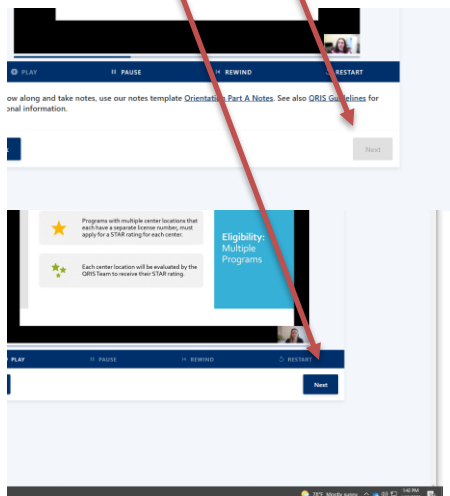 PLAY II PAUSE REWIND RESTART
ow along and take notes, use our notes template Orientation Part A Notes. See also QRIS Guidelines for
onal information.
Next
Programs with multiple center locations that
each have a separate license number, must
apply for a STAR rating for each center.
Eligibility:
Multiple
Programs
Each center location will be evaluated by the
QRIS Team to receive their STAR rating.
PLAY II PAUSE REWIND RESTART
Next
78°F Mostly sunny